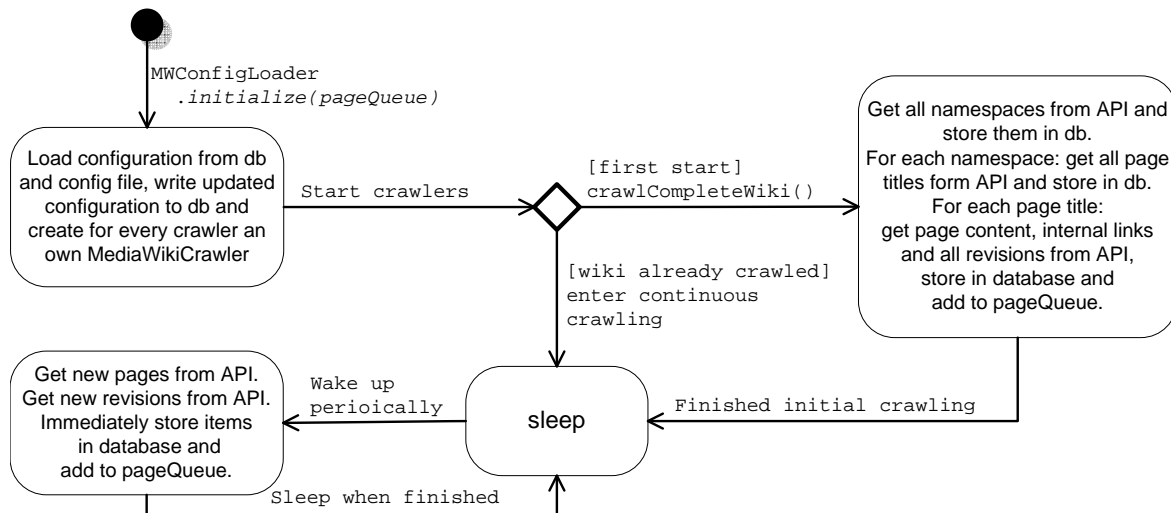 MWConfigLoader
.initialize(pageQueue)
Load configuration from db
and config file, write updated
configuration to db and
create for every crawler an
own MediaWikiCrawler
Start crawlers
[first start]
crawlCompleteWiki()
Get all namespaces from API and
store them in db.
For each namespace: get all page
titles form API and store in db.
For each page title:
get page content, internal links
and all revisions from API,
store in database and
add to pageQueue.
[wiki already crawled]
enter continuous
crawling
Get new pages from API.
Get new revisions from API.
Immediately store items
in database and
add to pageQueue.
Wake up
perioically
sleep
Finished initial crawling
Sleep when finished